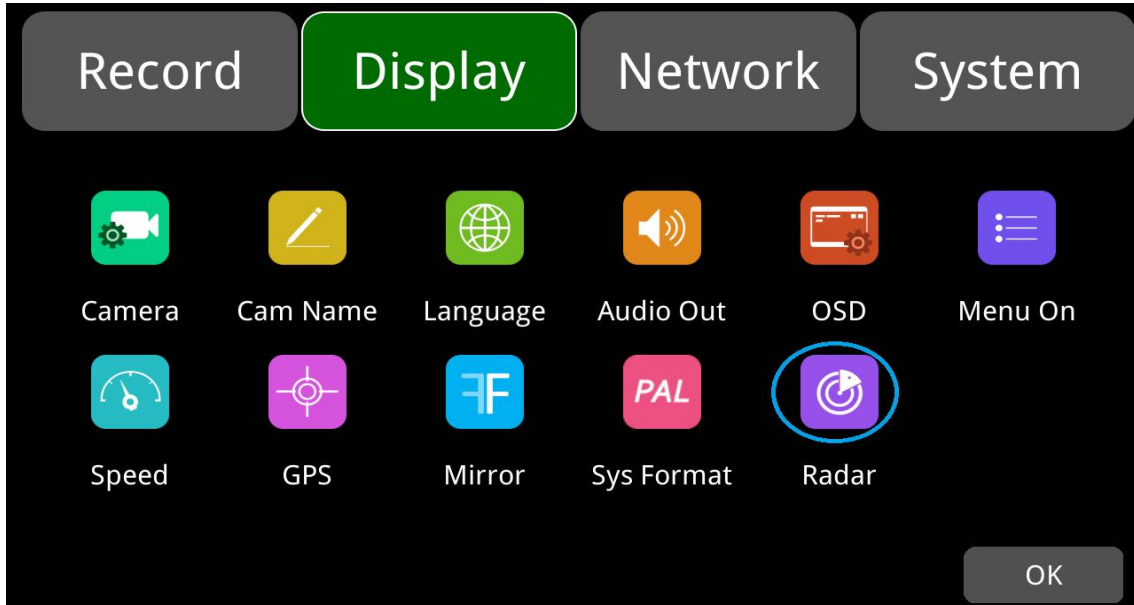 Record Display Network System
Camera Cam Name Language Audio Out OSD Menu On
PAL
Speed GPS Mirror Sys Format Radar
OK